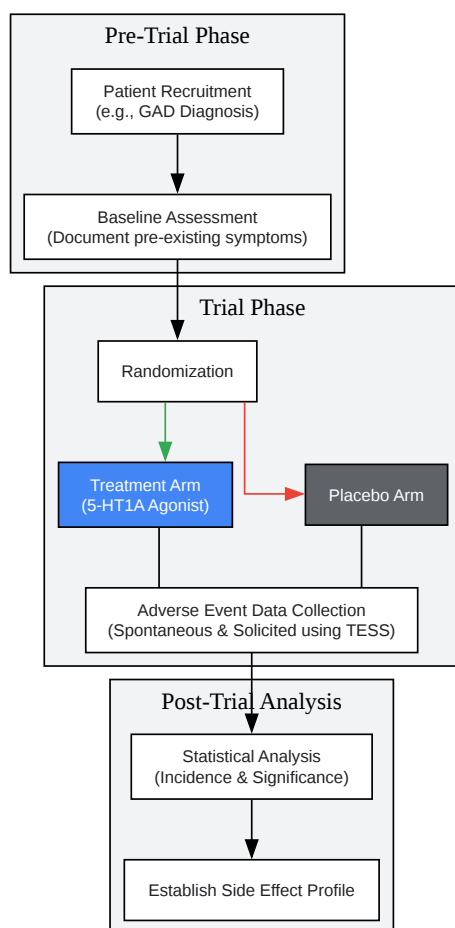 Pre-Trial Phase
Patient Recruitment
(e.g., GAD Diagnosis)
Baseline Assessment
(Document pre-existing symptoms)
Trial Phase
Randomization
Treatment Arm
(5-HT1A Agonist)
Placebo Arm
Adverse Event Data Collection
(Spontaneous & Solicited using TESS)
Post-Trial Analysis
Statistical Analysis
(Incidence & Significance)
Establish Side Effect Profile